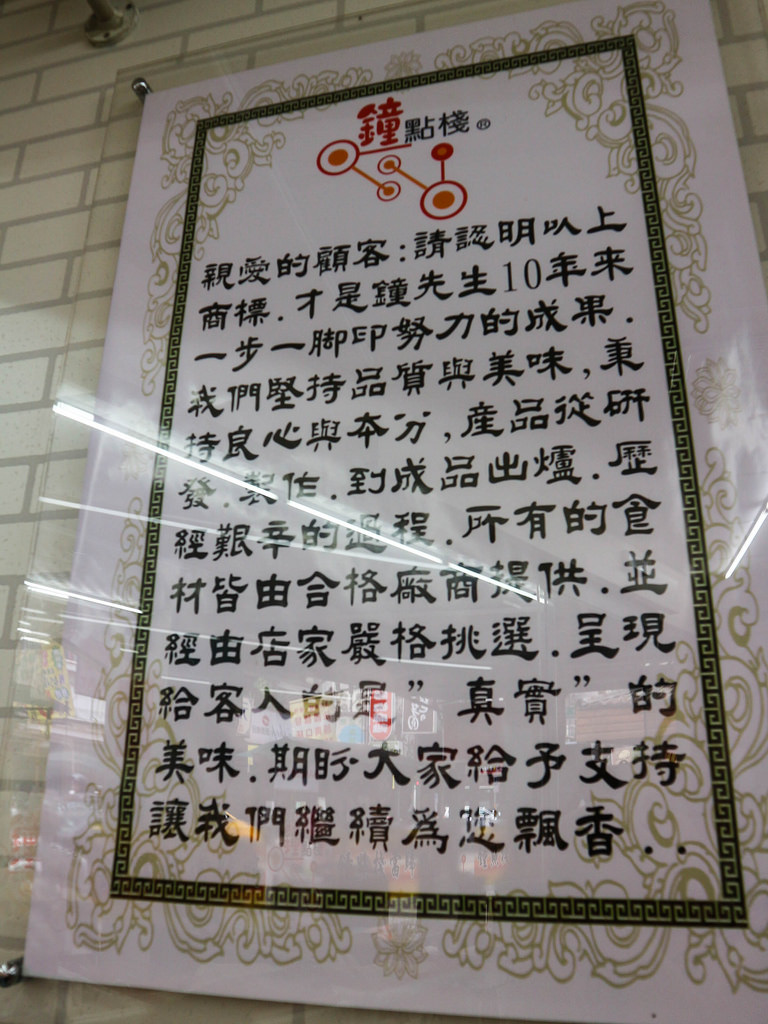 鐘點棧®
親愛的顧客:請認明以上
商標.才是鐘先生10年來
一步一脚印努力的成果.
我們堅持品質與美味,秉
持良心與本分,産品從研
發.製作.到成品出爐.歷
經艱辛的過程.所有的食
材皆由合格廠商提供.並
經由店家嚴格挑選.呈現
給客人的是"真實"的
美味.期盼大家給予支持
讓我們繼續為您飄香..